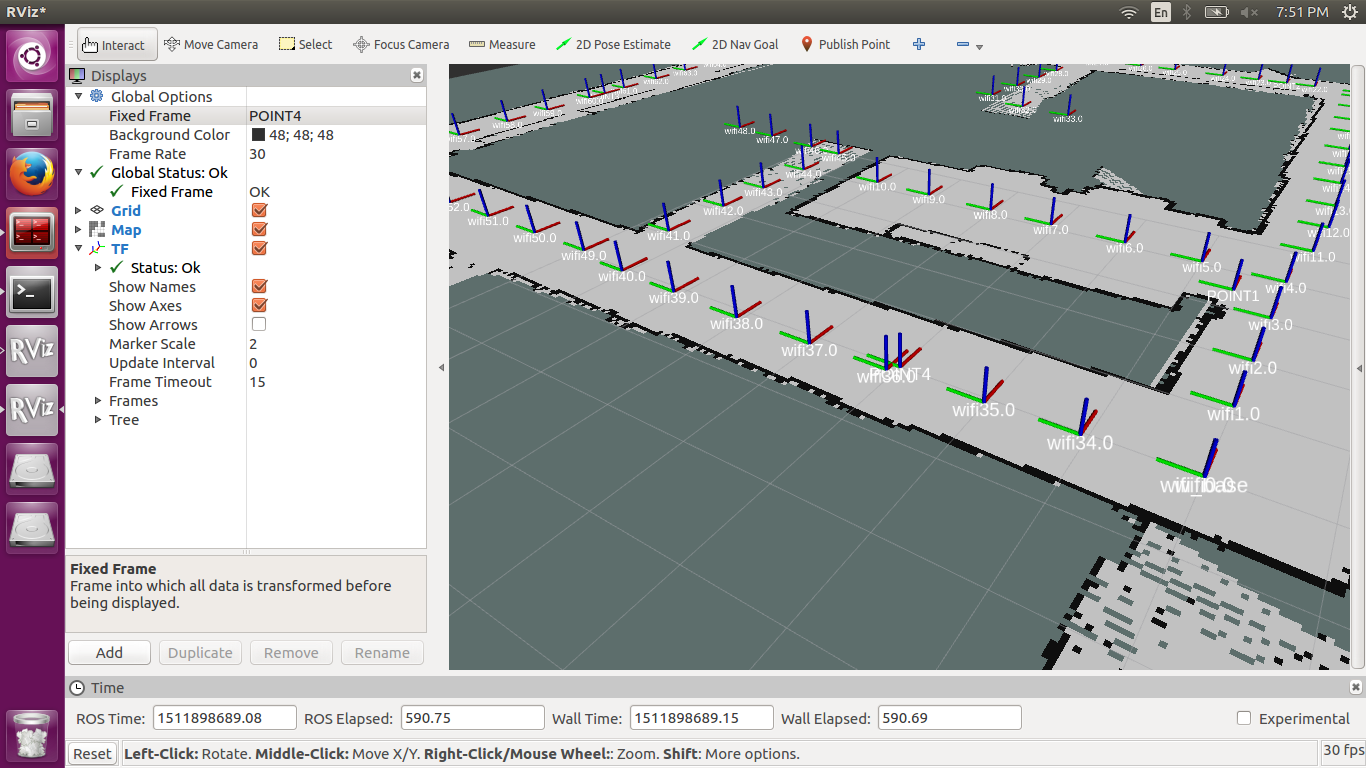 RViz*
En
7:51 PM
Interact
Move Camera
Select
Focus Camera
Measure
2D Pose Estimate
2D Nav Goal
Publish Point
Displays
Global Options
Fixed Frame POINT4
Background Color 48; 48; 48
Frame Rate 30
Global Status: Ok
Fixed Frame OK
Grid
Map
TF
Status: Ok
Show Names
Show Axes
Show Arrows
Marker Scale 2
Update Interval 0
Frame Timeout 15
Frames
Tree
RViz
RViz
Fixed Frame
Frame into which all data is transformed before
being displayed.
Add Duplicate Remove Rename
wifi31.0
wifi33.0
wifi48.0
wifi47.0
wifi45.0
wifi44.0
wifi43.0
wifi42.0
wifi41.0
wifi10.0
wifi9.0
wifi8.0
wifi7.0
wifi6.0
wifi5.0
wifi51.0
wifi50.0
wifi49.0
wifi40.0
wifi39.0
wifi38.0
wifi37.0
POINT4
wifi35.0
wifi34.0
wifi12.0
wifi11.0
POINT1
wifi3.0
wifi2.0
wifi1.0
wifi_base
Time
ROS Time: 1511898689.08 ROS Elapsed: 590.75 Wall Time: 1511898689.15 Wall Elapsed: 590.69 Experimental
Reset Left-Click: Rotate. Middle-Click: Move X/Y. Right-Click/Mouse Wheel:: Zoom. Shift: More options. 30 fps